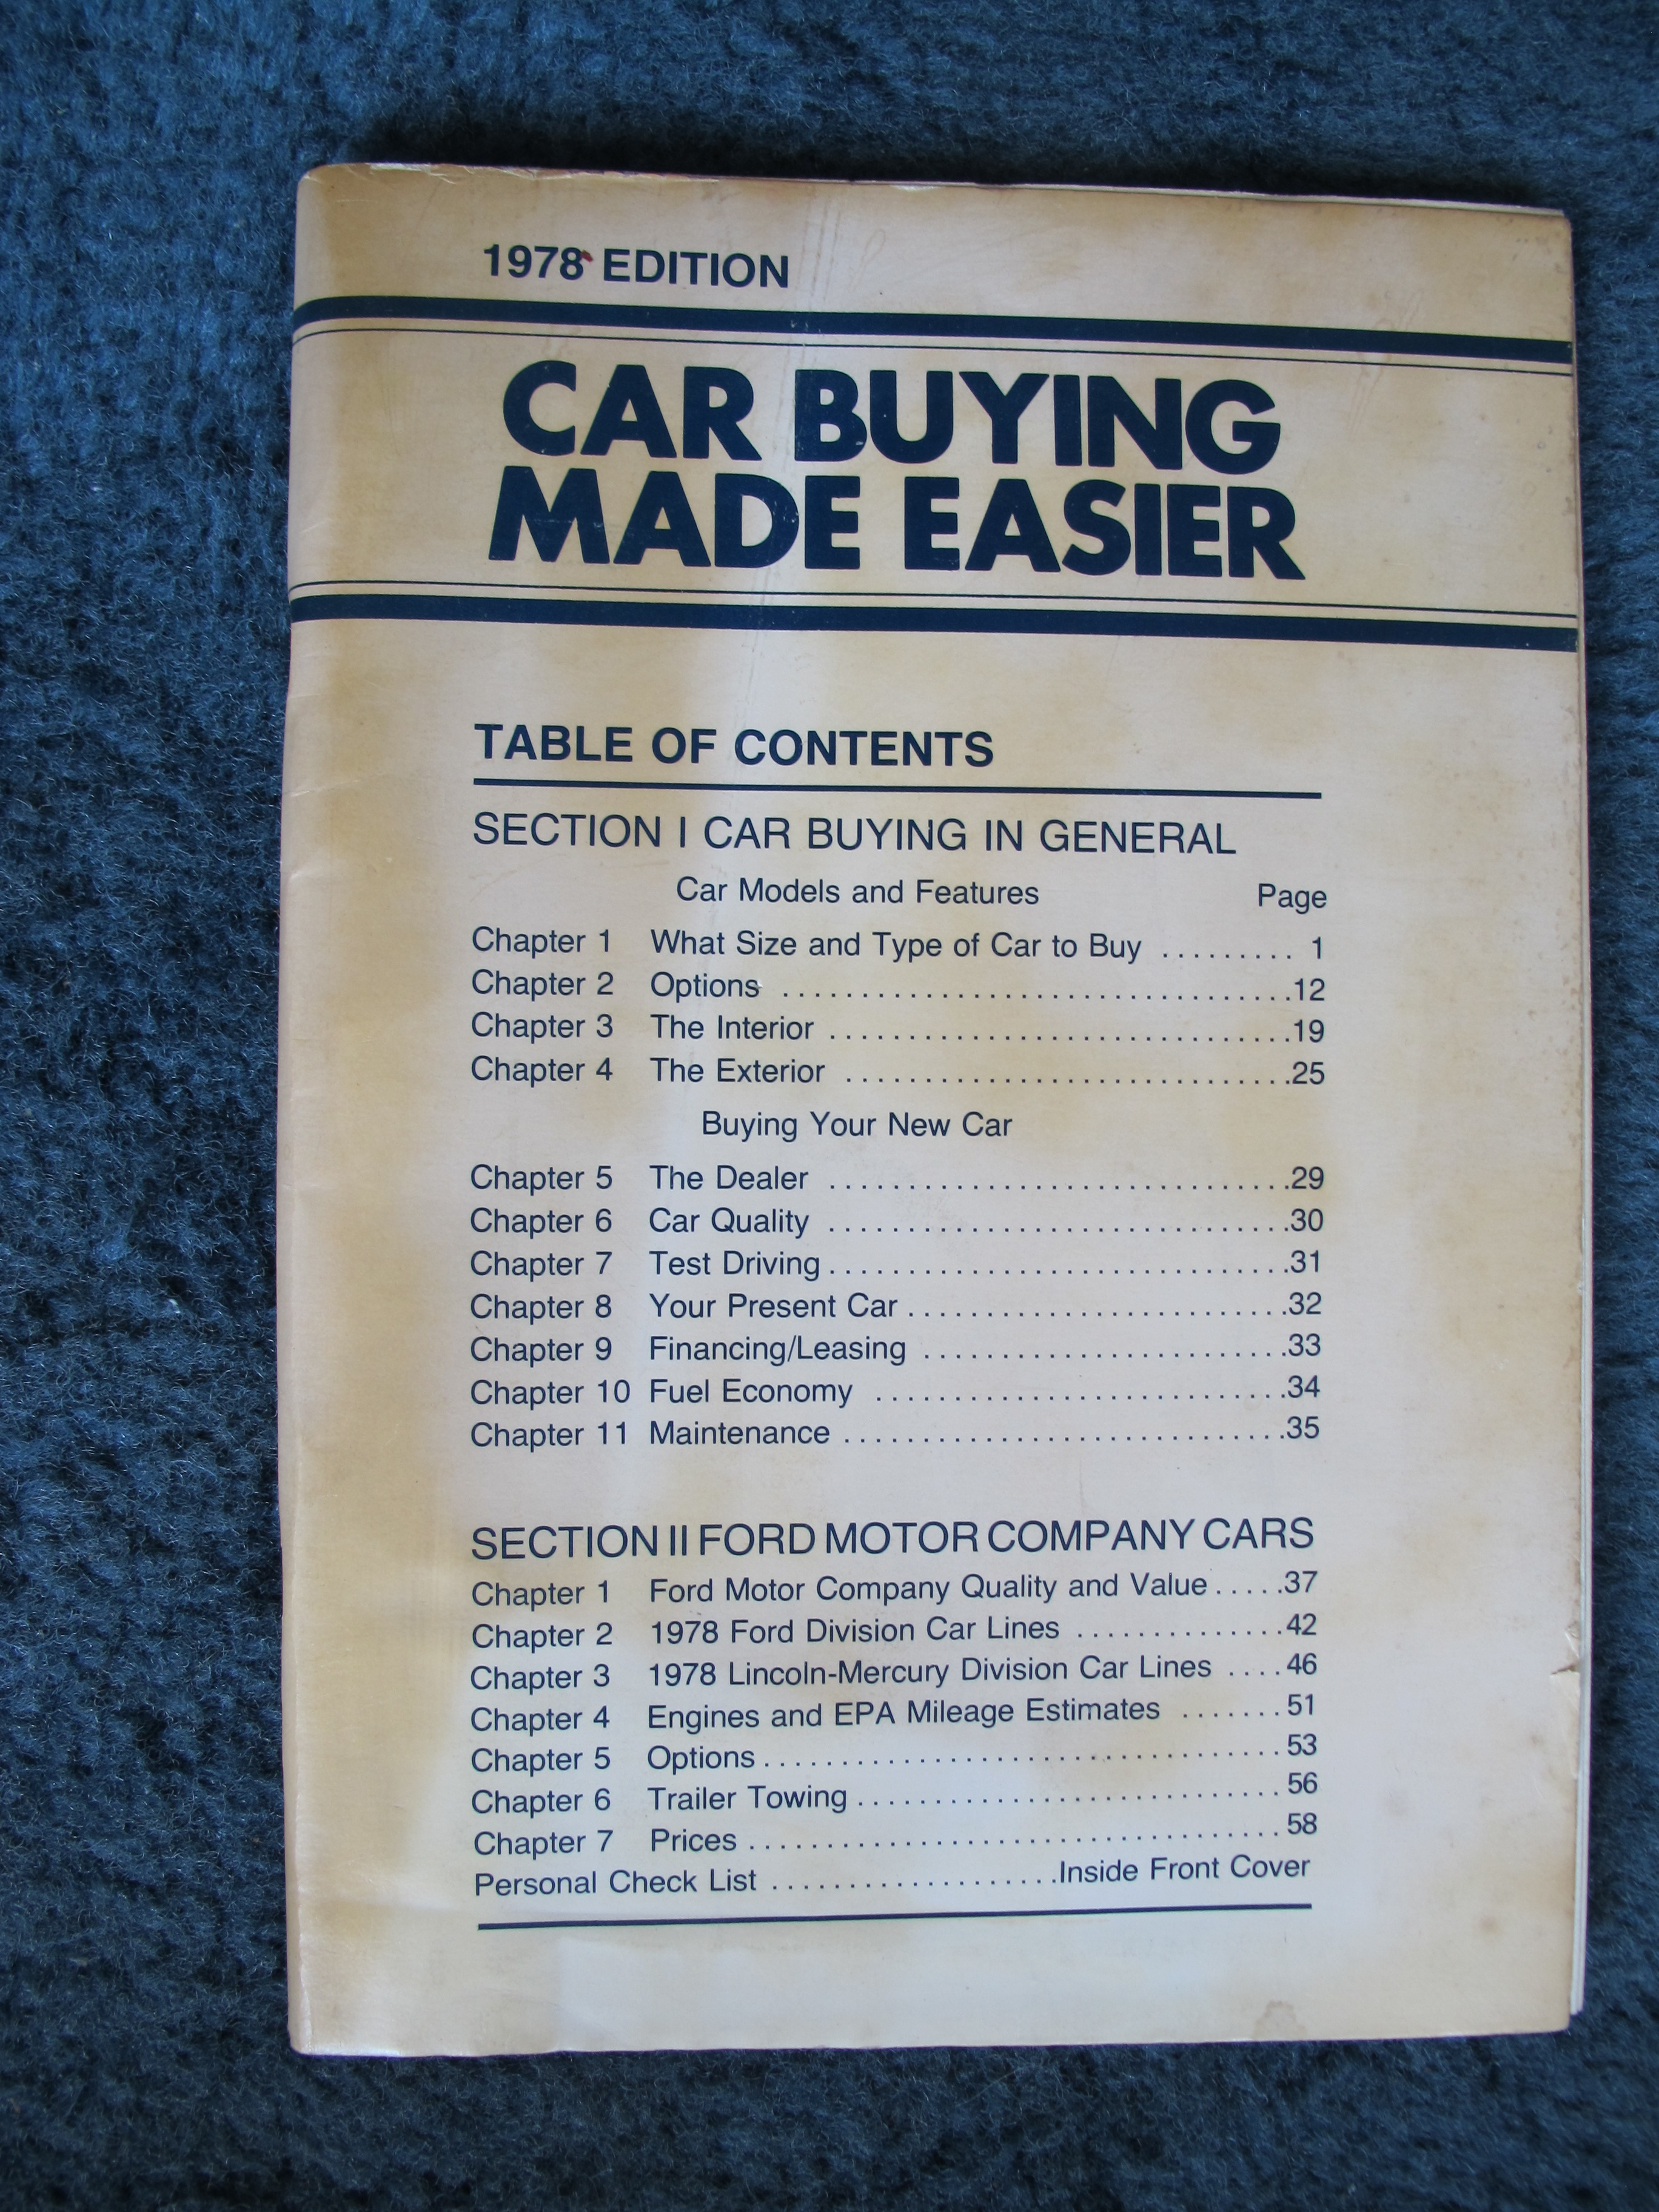 1978 EDITION
CAR BUYING
MADE EASIER
TABLE OF CONTENTS
SECTION I CAR BUYING IN GENERAL
Car Models and Features Page
Chapter 1 What Size and Type of Car to Buy ......... 1
Chapter 2 Options ................................12
Chapter 3 The Interior .............................19
Chapter 4 The Exterior ............................25
Buying Your New Car
Chapter 5 The Dealer .............................29
Chapter 6 Car Quality .............................30
Chapter 7 Test Driving.............................31
Chapter 8 Your Present Car........................32
Chapter 9 Financing/Leasing .......................33
Chapter 10 Fuel Economy ..........................34
Chapter 11 Maintenance ............................35
SECTION II FORD MOTOR COMPANY CARS
Chapter 1 Ford Motor Company Quality and Value.....37
Chapter 2 1978 Ford Division Car Lines ..............42
Chapter 3 1978 Lincoln-Mercury Division Car Lines ....46
Chapter 4 Engines and EPA Mileage Estimates .......51
Chapter 5 Options.................................53
Chapter 6 Trailer Towing...........................56
Chapter 7 Prices ..................................58
Personal Check List ...................Inside Front Cover